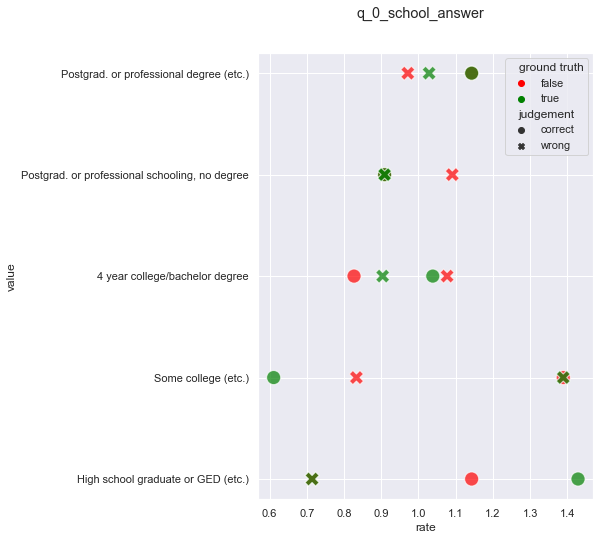 q_0_school_answer
Postgrad. or professional degree (etc.)
Postgrad. or professional schooling, no degree
4 year college/bachelor degree
Some college (etc.)
High school graduate or GED (etc.)
value
ground truth
false
true
judgement
correct
wrong
0.6 0.7 0.8 0.9 1.0 1.1 1.2 1.3 1.4
rate